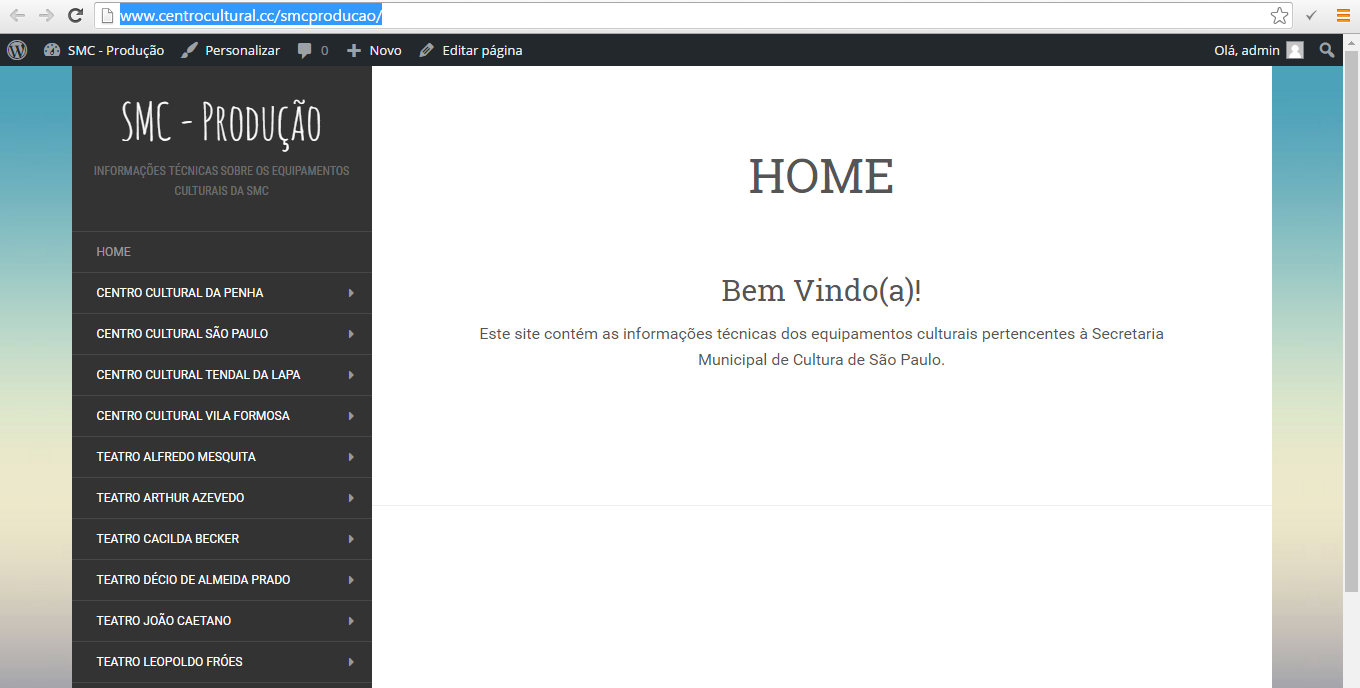 www.centrocultural.cc/smcproducao/
SMC - Produção Personalizar 0 Novo Editar página Olá, admin
SMC - Produção
INFORMAÇÕES TÉCNICAS SOBRE OS EQUIPAMENTOS
CULTURAIS DA SMC
HOME
CENTRO CULTURAL DA PENHA
CENTRO CULTURAL SÃO PAULO
CENTRO CULTURAL TENDAL DA LAPA
CENTRO CULTURAL VILA FORMOSA
TEATRO ALFREDO MESQUITA
TEATRO ARTHUR AZEVEDO
TEATRO CACILDA BECKER
TEATRO DÉCIO DE ALMEIDA PRADO
TEATRO JOÃO CAETANO
TEATRO LEOPOLDO FRÓES
HOME
Bem Vindo(a)!
Este site contém as informações técnicas dos equipamentos culturais pertencentes à Secretaria
Municipal de Cultura de São Paulo.